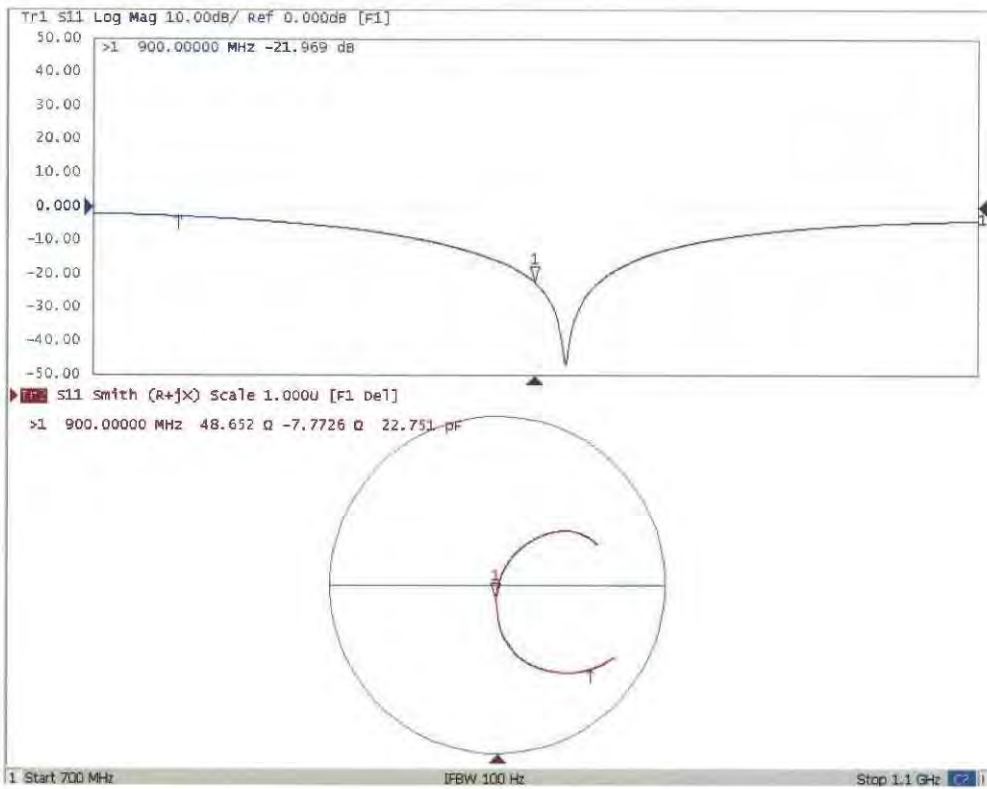 Tr1 S11 Log Mag 10.00dB/ Ref 0.000dB [F1]
50.00
>1 900.00000 MHz -21.969 dB
40.00
30.00
20.00
10.00
0.000
1
-10.00
1
-20.00
-30.00
-40.00
-50.00
Tr2 S11 Smith (R+jX) Scale 1.000U [F1 Del]
>1 900.00000 MHz 48.652 Ω -7.7726 Ω 22.751 pF
1
1 Start 700 MHz IFBW 100 Hz Stop 1.1 GHz C2